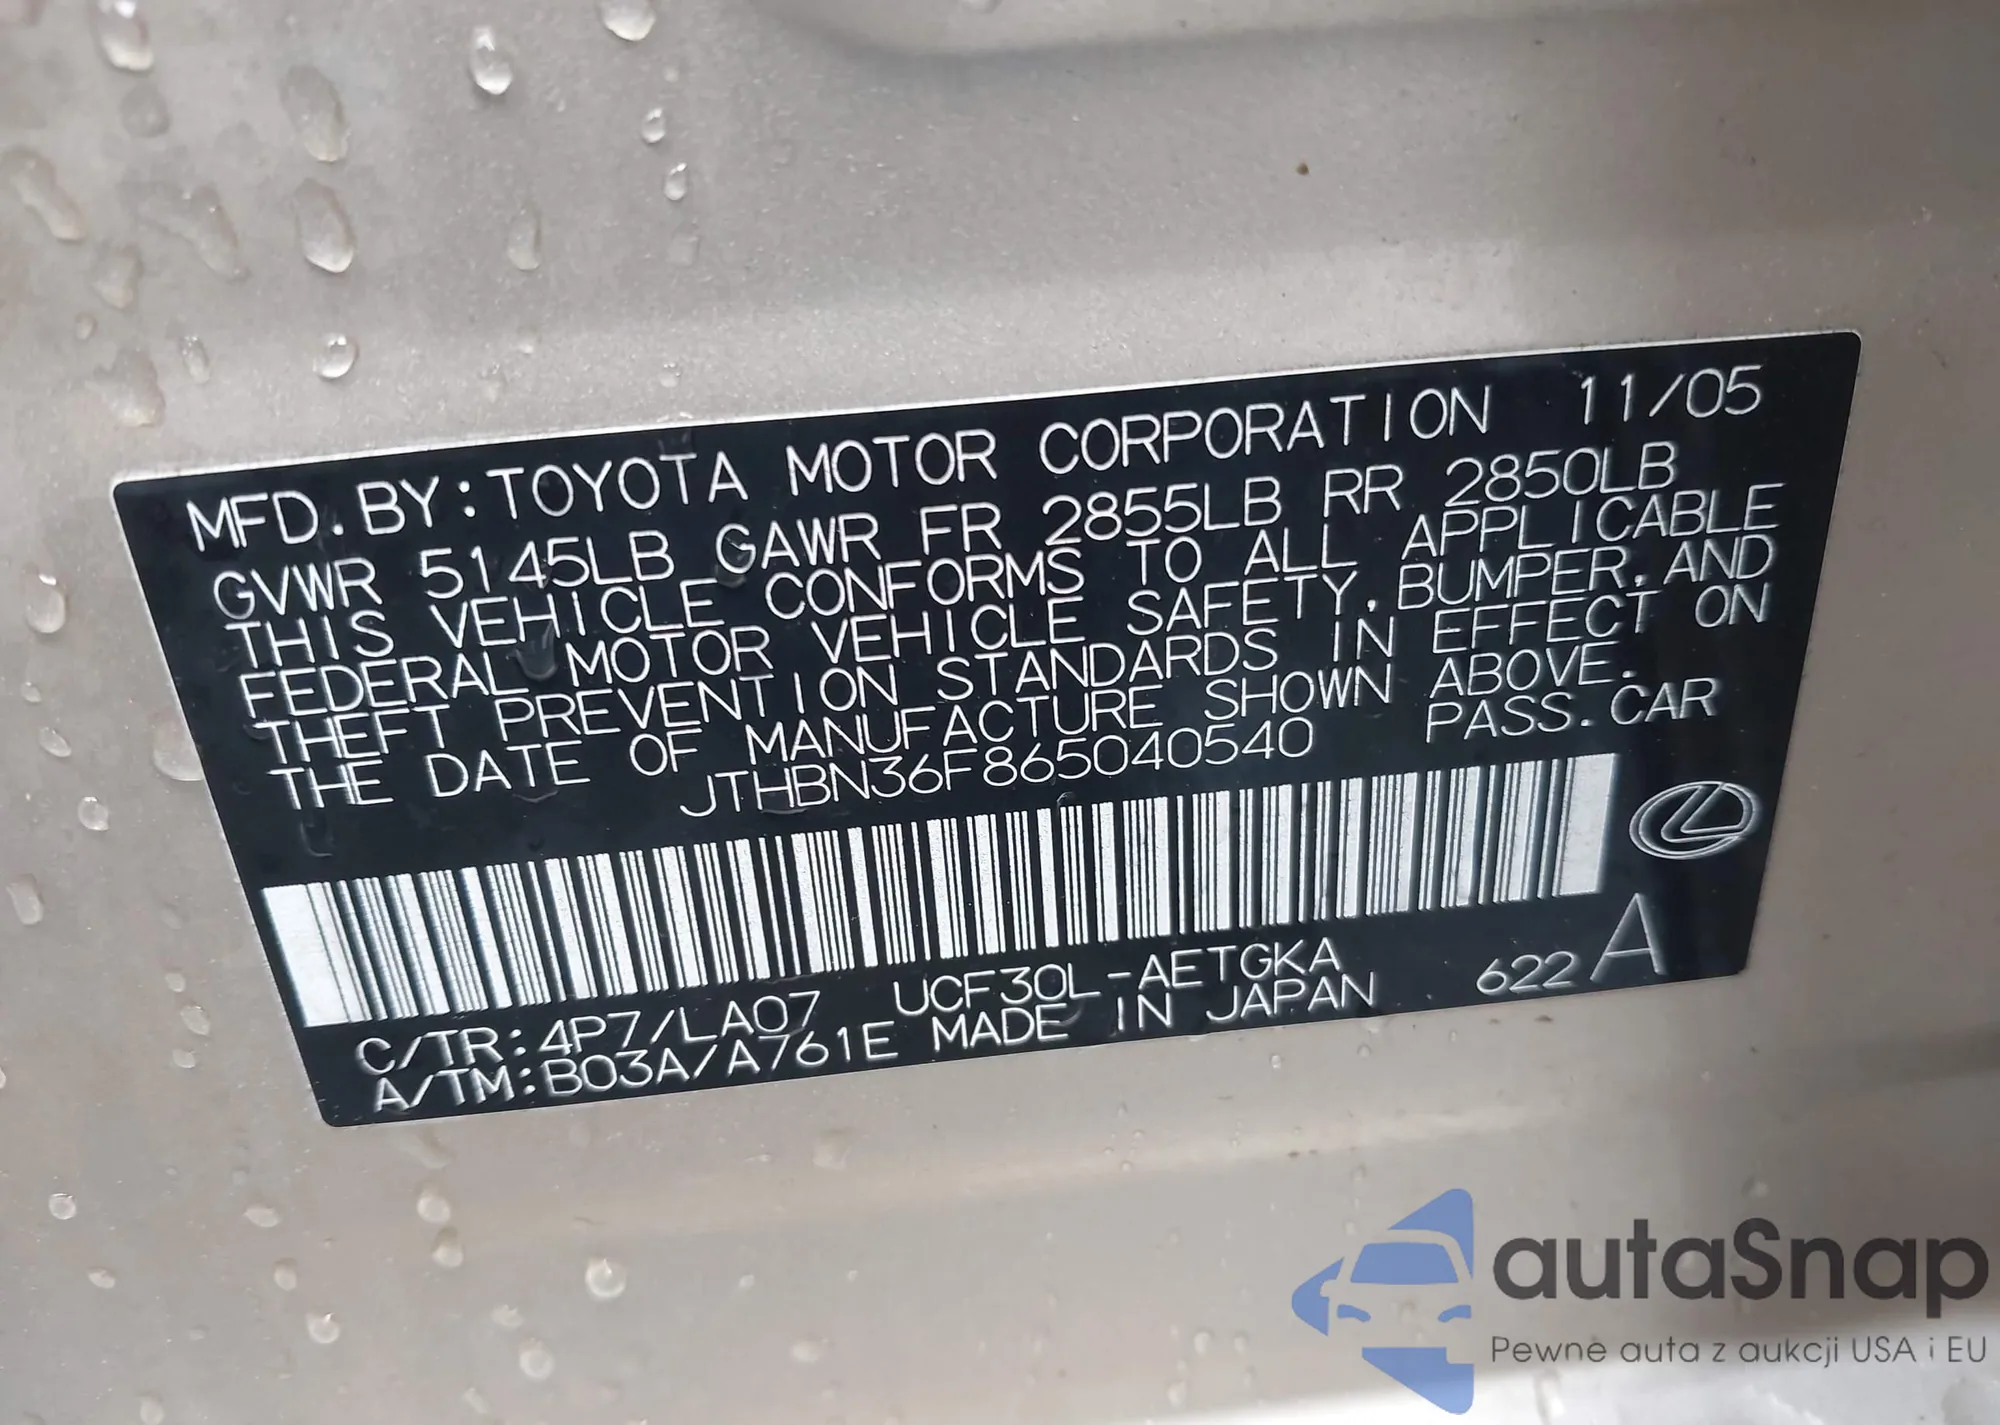 MFD.BY:TOYOTA MOTOR CORPORATION 11/05
GVWR 5145LB GAWR FR 2855LB RR 2850LB
THIS VEHICLE CONFORMS TO ALL APPLICABLE
FEDERAL MOTOR VEHICLE SAFETY, BUMPER, AND
THEFT PREVENTION STANDARDS IN EFFECT ON
THE DATE OF MANUFACTURE SHOWN ABOVE.
JTHBN36F865040540 PASS.CAR
C/TR:4P7/LA07 UCF30L-AETGKA 622 A
A/TM:B03A/A761E MADE IN JAPAN
autaSnap
Pewne auta z aukcji USA i EU